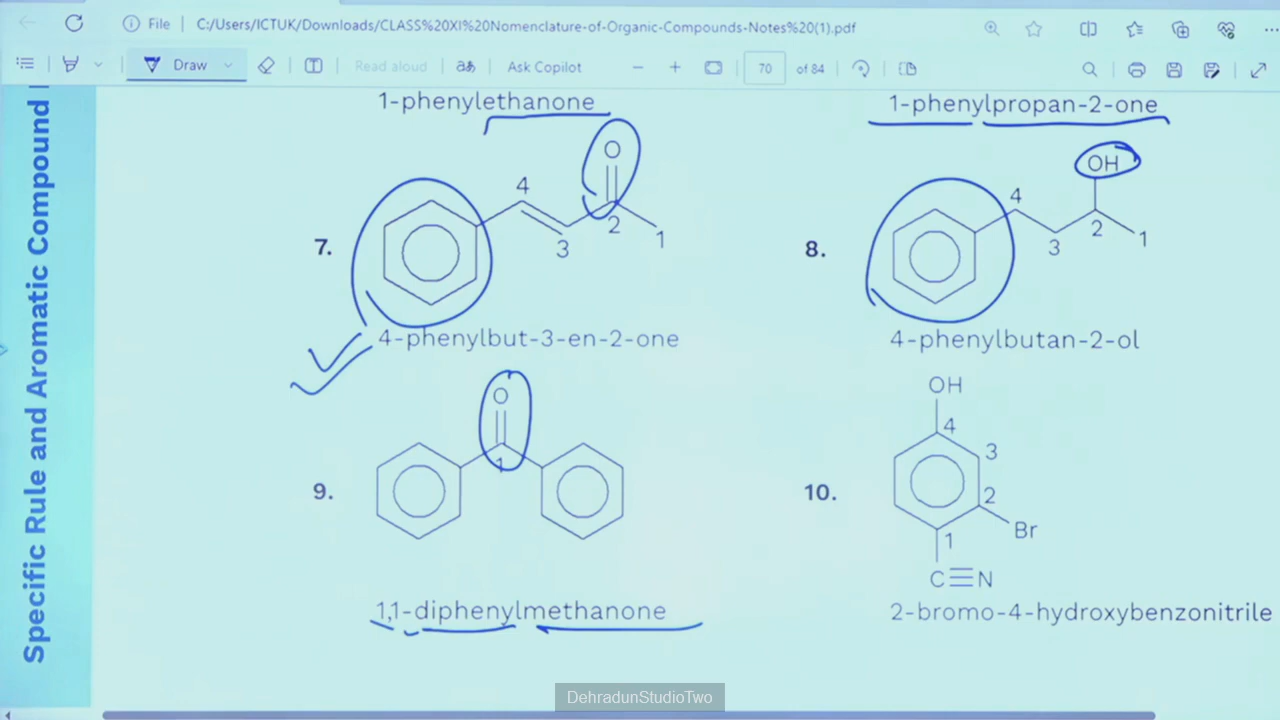 File C:/Users/ICTUK/Downloads/CLASS%20XI%20Nomenclature-of-Organic-Compounds-Notes%20(1).pdf
Draw Read aloud aあ Ask Copilot 70 of 84
Specific Rule and Aromatic Compound
1-phenylethanone
1-phenylpropan-2-one
7.
O
4
3
2
1
4-phenylbut-3-en-2-one
8.
OH
4
3
2
1
4-phenylbutan-2-ol
9.
O
1
1,1-diphenylmethanone
10.
OH
4
3
2
Br
1
C≡N
2-bromo-4-hydroxybenzonitrile
DehradunStudioTwo